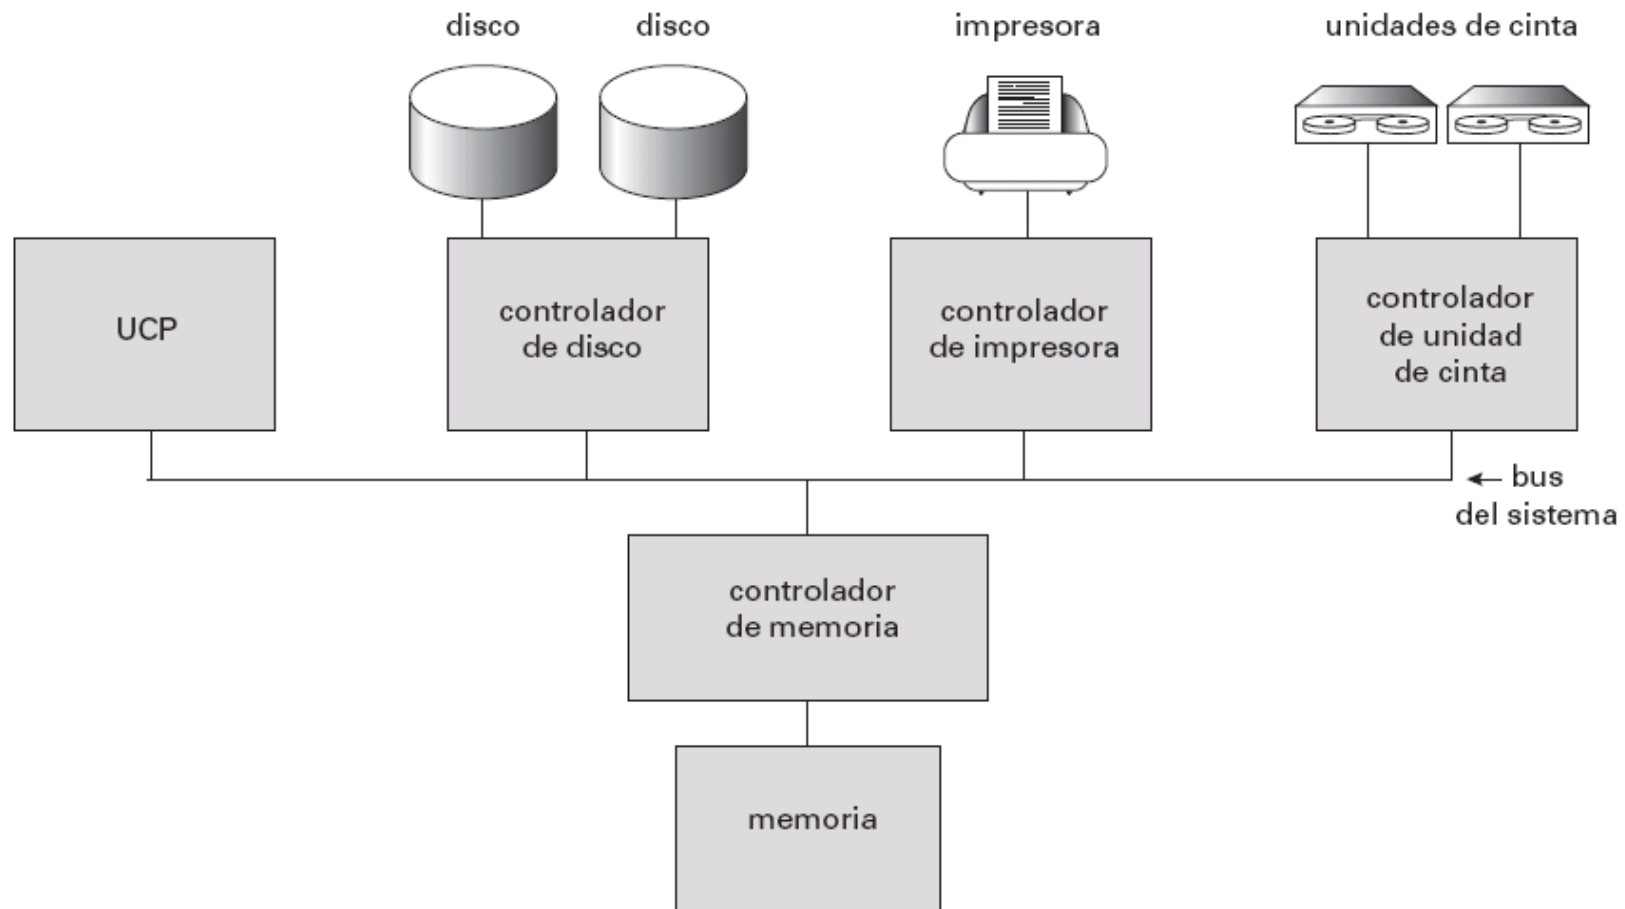 disco
disco
impresora
unidades de cinta
UCP
controlador
de disco
controlador
de impresora
controlador
de unidad
de cinta
bus
del sistema
controlador
de memoria
memoria